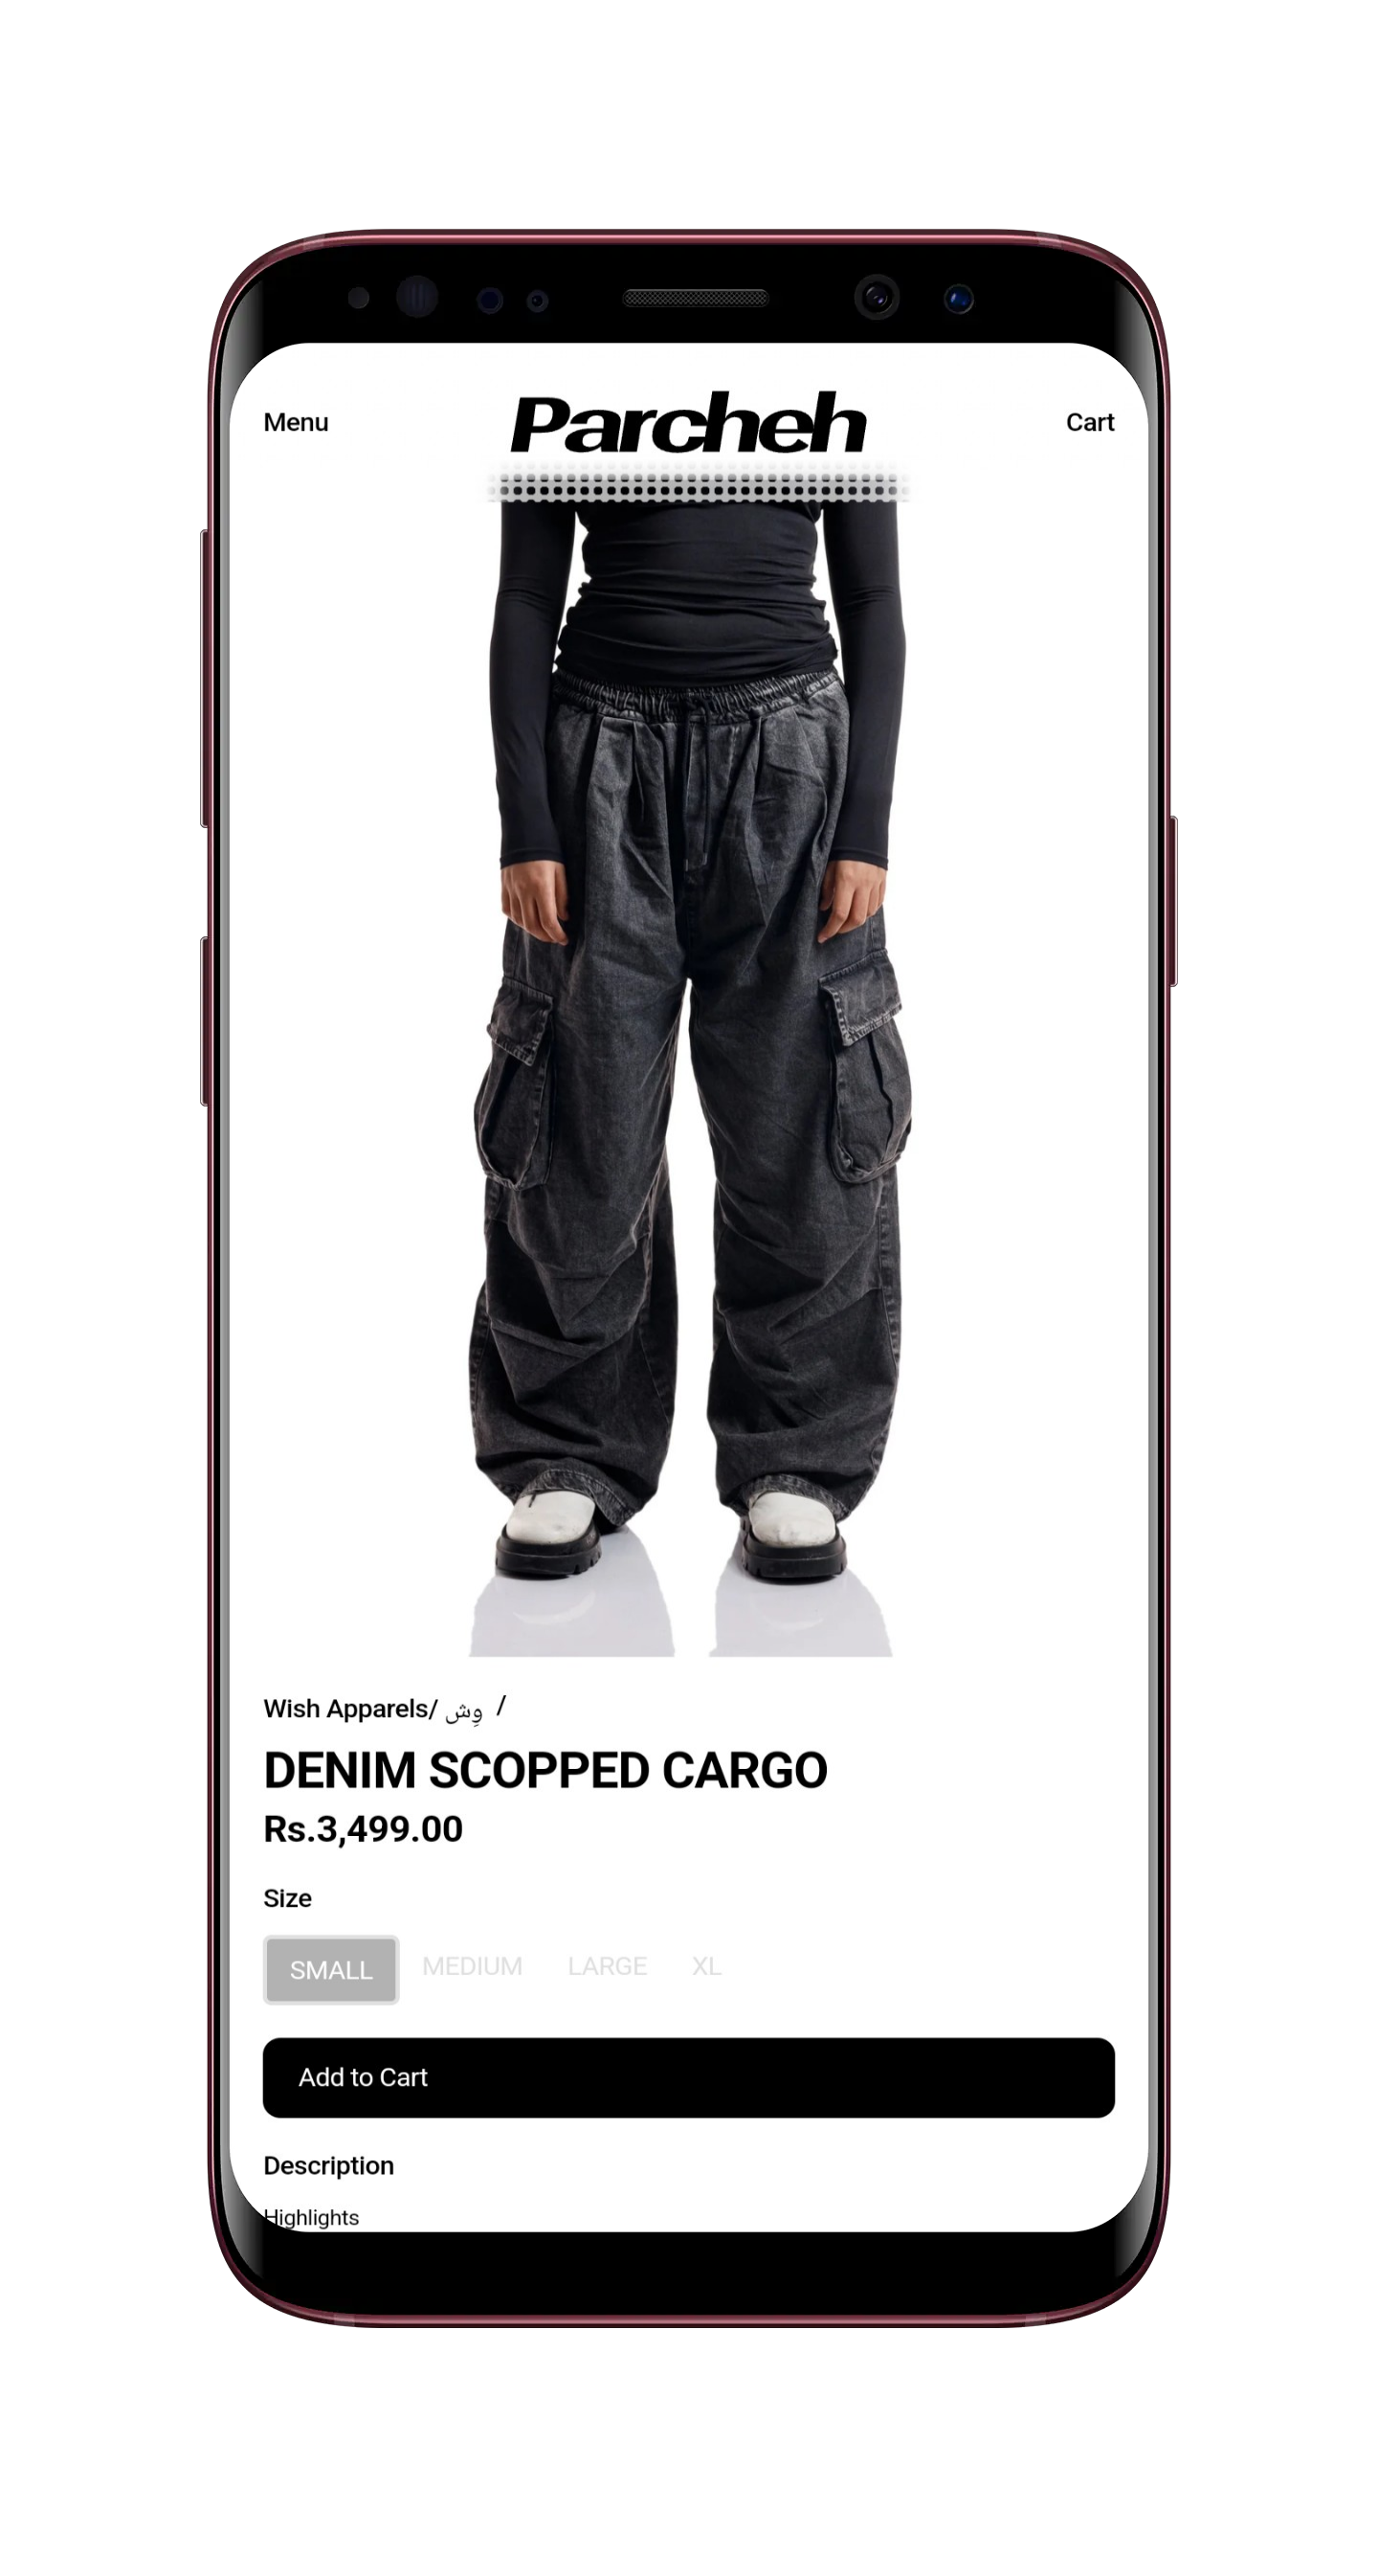 Menu
Parcheh
Cart
Wish Apparels/ وِش /
DENIM SCOPPED CARGO
Rs.3,499.00
Size
SMALL MEDIUM LARGE XL
Add to Cart
Description
Highlights